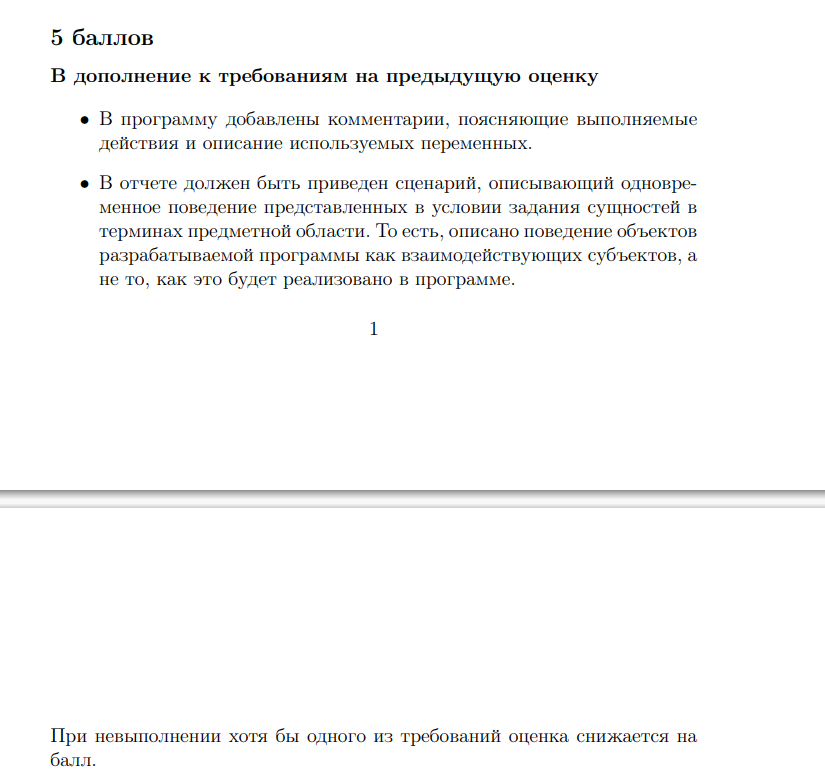 5 баллов
В дополнение к требованиям на предыдущую оценку
• В программу добавлены комментарии, поясняющие выполняемые
действия и описание используемых переменных.
• В отчете должен быть приведен сценарий, описывающий одновре-
менное поведение представленных в условии задания сущностей в
терминах предметной области. То есть, описано поведение объектов
разрабатываемой программы как взаимодействующих субъектов, а
не то, как это будет реализовано в программе.
1
При невыполнении хотя бы одного из требований оценка снижается на
балл.